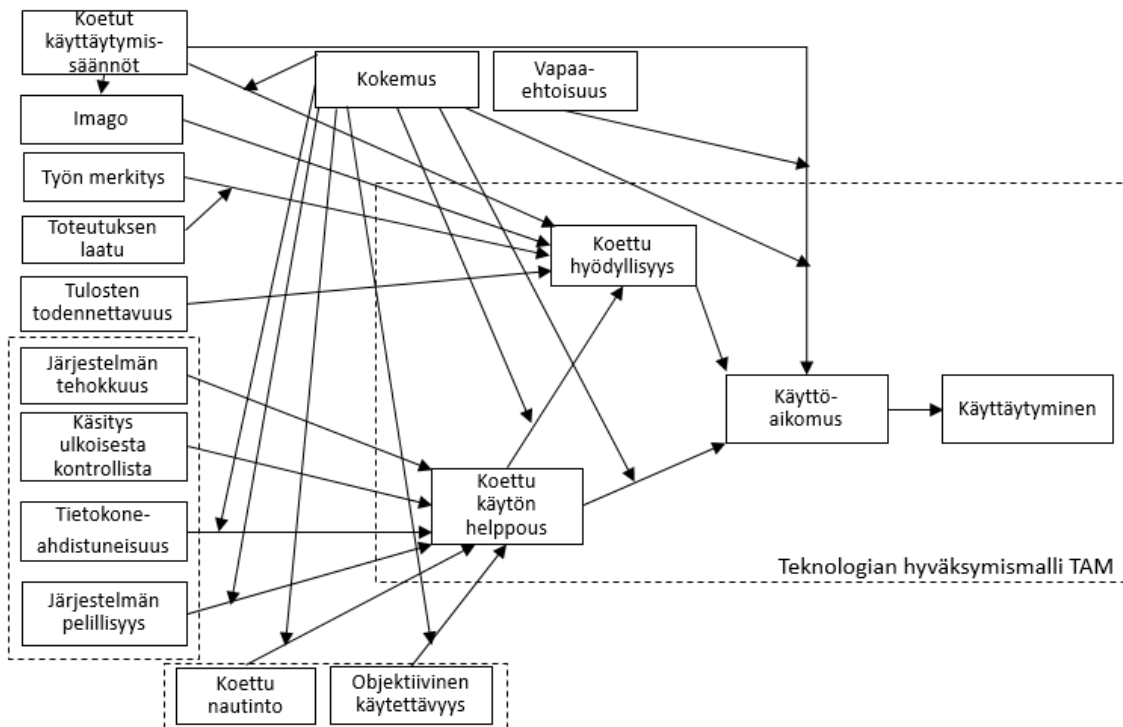 Koetut
käyttäytymis-
säännöt
Kokemus
Vapaa-
ehtoisuus
Imago
Työn merkitys
Toteutuksen
laatu
Koettu
hyödyllisyys
Tulosten
todennettavuus
Järjestelmän
tehokkuus
Käyttö-
aikomus
Käyttäytyminen
Käsitys
ulkoisesta
kontrollista
Koettu
käytön
helppous
Tietokone-
ahdistuneisuus
Teknologian hyväksymismalli TAM
Järjestelmän
pelillisyys
Koettu
nautinto
Objektiivinen
käytettävyys